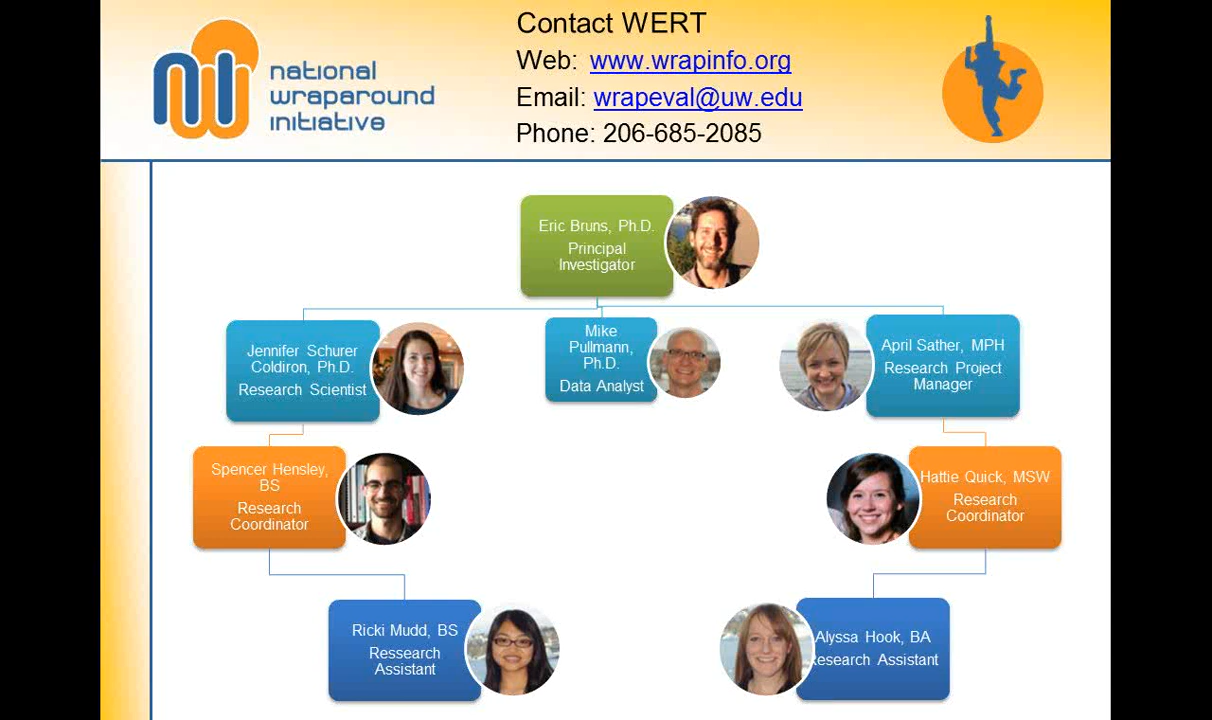 Contact WERT
Web: www.wrapinfo.org
Email: wrapeval@uw.edu
Phone: 206-685-2085
national
wraparound
initiative
Eric Bruns, Ph.D.
Principal
Investigator
Jennifer Schurer
Coldiron, Ph.D.
Research Scientist
Mike
Pullmann,
Ph.D.
Data Analyst
April Sather, MPH
Research Project
Manager
Spencer Hensley,
BS
Research
Coordinator
Hattie Quick, MSW
Research
Coordinator
Ricki Mudd, BS
Ressearch
Assistant
Alyssa Hook, BA
Research Assistant